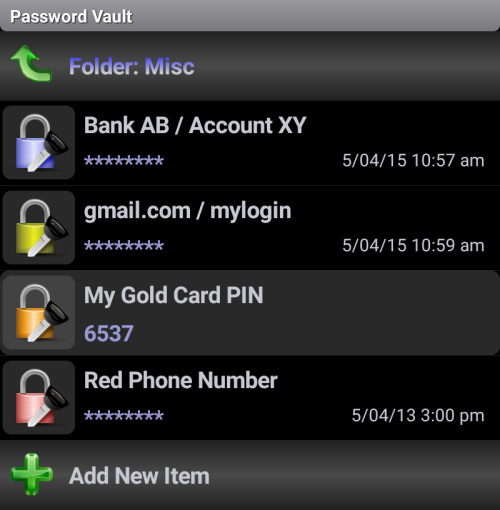 Password Vault
Folder: Misc
Bank AB / Account XY
******** 5/04/15 10:57 am
gmail.com / mylogin
******** 5/04/15 10:59 am
My Gold Card PIN
6537
Red Phone Number
******** 5/04/13 3:00 pm
Add New Item